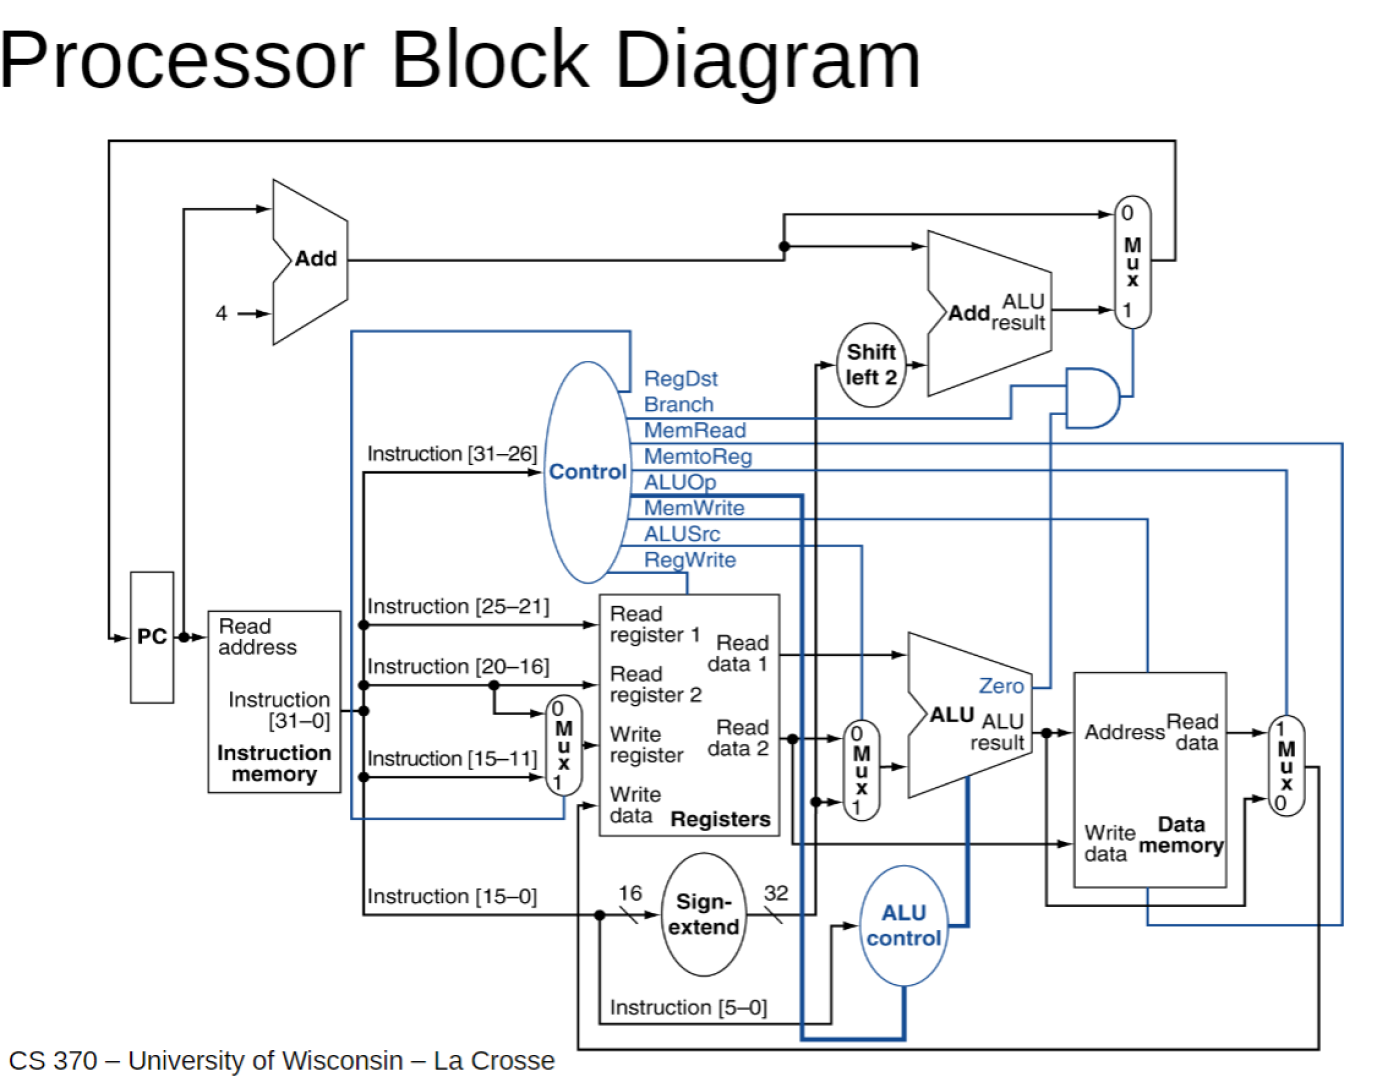 Processor Block Diagram
Add
4
0
Mux
1
Add
ALU
result
Shift
left 2
RegDst
Branch
MemRead
MemtoReg
ALUOp
MemWrite
ALUSrc
RegWrite
Control
Instruction [31–26]
Instruction [25–21]
Instruction [20–16]
Instruction [15–11]
Instruction [15–0]
Instruction [5–0]
PC
Read
address
Instruction
[31–0]
Instruction
memory
0
Mux
1
Read
register 1
Read
register 2
Write
register
Write
data
Read
data 1
Read
data 2
Registers
0
Mux
1
Zero
ALU
ALU
result
Address
Read
data
Write
data
Data
memory
1
Mux
0
16
Sign-
extend
32
ALU
control
CS 370 – University of Wisconsin – La Crosse